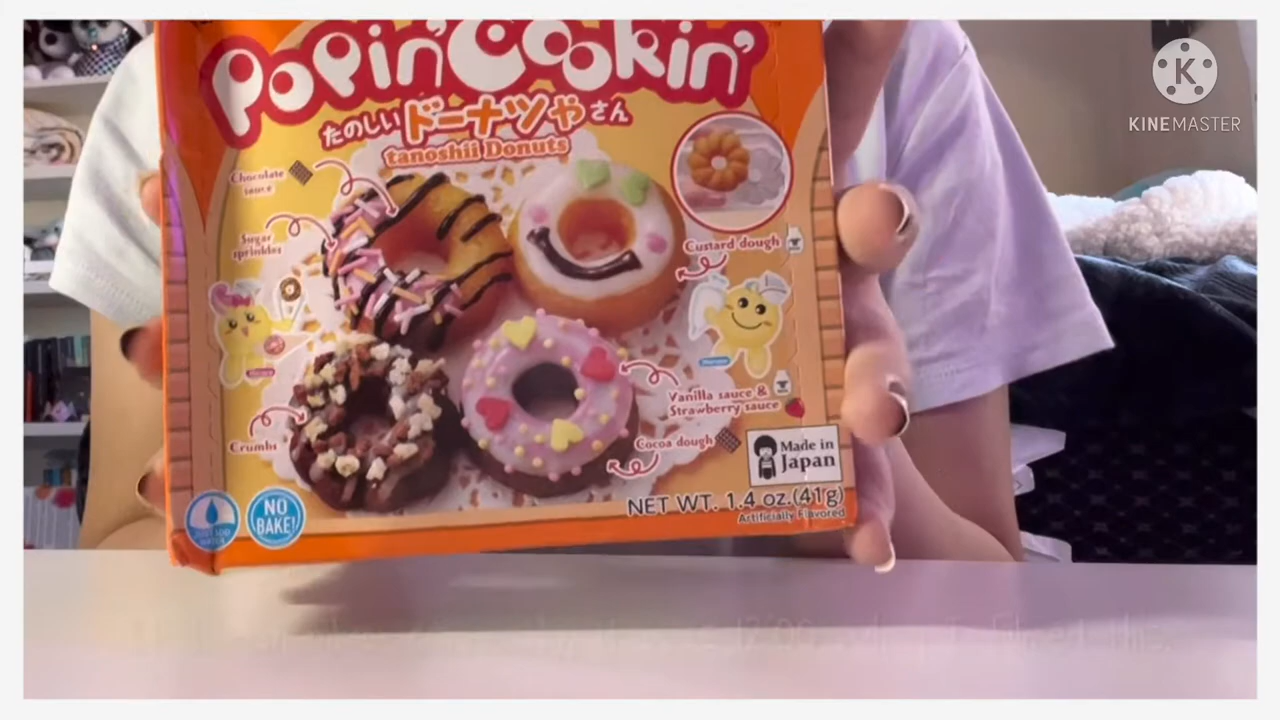 Popin'Cookin'
たのしいドーナツやさん
tanoshii Donuts
Chocolate
sauce
Sugar
sprinkles
Custard dough
Vanilla sauce &
Strawberry sauce
Crumbs
Cocoa dough
Made in
Japan
NO
BAKE!
NET WT. 1.4 oz.(41g)
Artificially Flavored
K
KINEMASTER